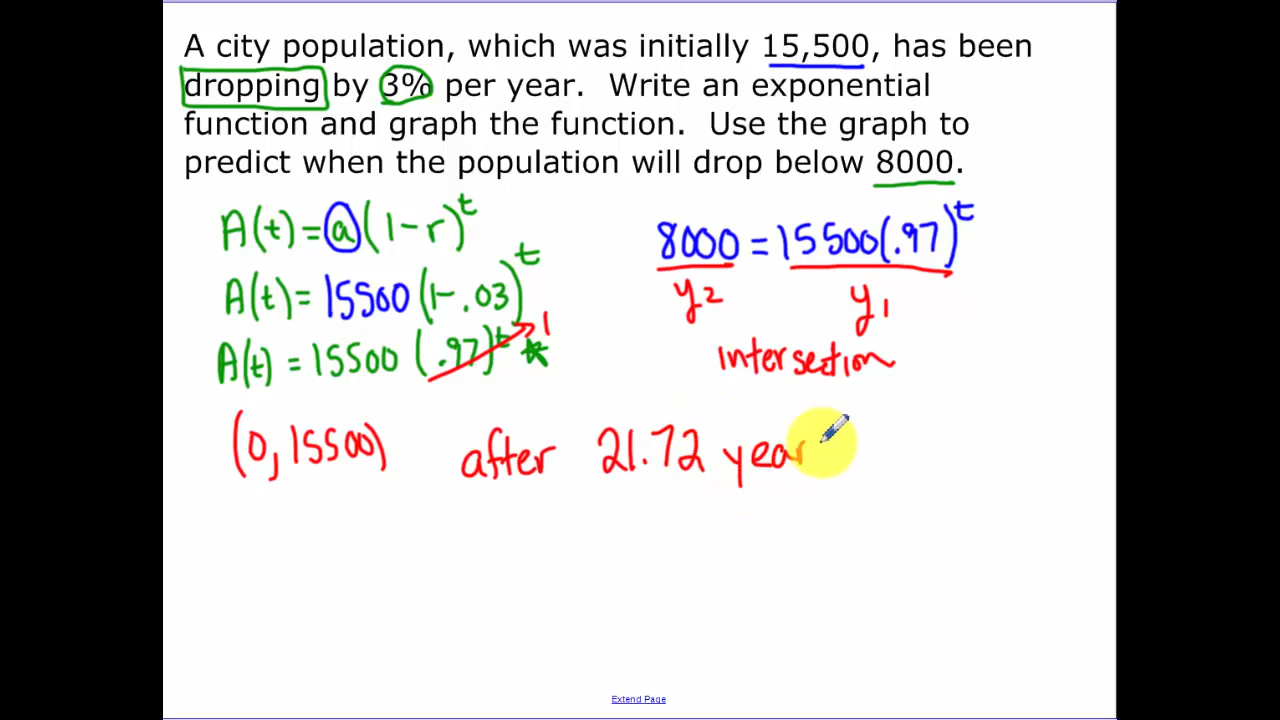 A city population, which was initially 15,500, has been
dropping by 3% per year. Write an exponential
function and graph the function. Use the graph to
predict when the population will drop below 8000.
A(t) = a(1-r)^t
A(t) = 15500(1-.03)^t
A(t) = 15500(.97)^t 1 *
(0, 15500)
8000 = 15500(.97)^t
y2 y1
intersection
after 21.72 year
Extend Page